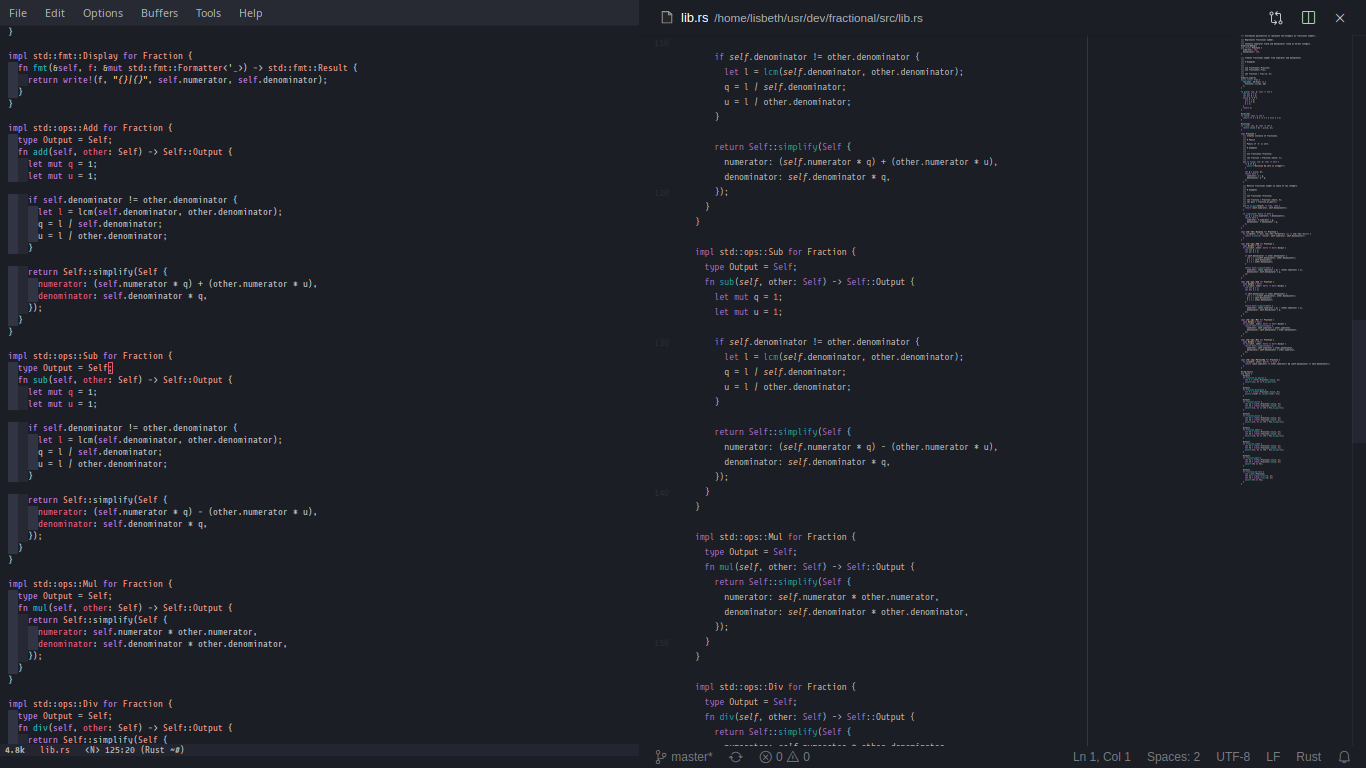 File Edit Options Buffers Tools Help
}
impl std::fmt::Display for Fraction {
fn fmt(&self, f: &mut std::fmt::Formatter<'_>) -> std::fmt::Result {
return write!(f, "{}/{}", self.numerator, self.denominator);
}
}
impl std::ops::Add for Fraction {
type Output = Self;
fn add(self, other: Self) -> Self::Output {
let mut q = 1;
let mut u = 1;
if self.denominator != other.denominator {
let l = lcm(self.denominator, other.denominator);
q = l / self.denominator;
u = l / other.denominator;
}
return Self::simplify(Self {
numerator: (self.numerator * q) + (other.numerator * u),
denominator: self.denominator * q,
});
}
}
impl std::ops::Sub for Fraction {
type Output = Self;
fn sub(self, other: Self) -> Self::Output {
let mut q = 1;
let mut u = 1;
if self.denominator != other.denominator {
let l = lcm(self.denominator, other.denominator);
q = l / self.denominator;
u = l / other.denominator;
}
return Self::simplify(Self {
numerator: (self.numerator * q) - (other.numerator * u),
denominator: self.denominator * q,
});
}
}
impl std::ops::Mul for Fraction {
type Output = Self;
fn mul(self, other: Self) -> Self::Output {
return Self::simplify(Self {
numerator: self.numerator * other.numerator,
denominator: self.denominator * other.denominator,
});
}
}
impl std::ops::Div for Fraction {
type Output = Self;
fn div(self, other: Self) -> Self::Output {
return Self::simplify(Self {
4.8k lib.rs <N> 125:20 (Rust ~#)
lib.rs /home/lisbeth/usr/dev/fractional/src/lib.rs
110
if self.denominator != other.denominator {
let l = lcm(self.denominator, other.denominator);
q = l / self.denominator;
u = l / other.denominator;
}
return Self::simplify(Self {
numerator: (self.numerator * q) + (other.numerator * u),
denominator: self.denominator * q,
120 });
}
}
impl std::ops::Sub for Fraction {
type Output = Self;
fn sub(self, other: Self) -> Self::Output {
let mut q = 1;
let mut u = 1;
130 if self.denominator != other.denominator {
let l = lcm(self.denominator, other.denominator);
q = l / self.denominator;
u = l / other.denominator;
}
return Self::simplify(Self {
numerator: (self.numerator * q) - (other.numerator * u),
denominator: self.denominator * q,
});
140 }
}
impl std::ops::Mul for Fraction {
type Output = Self;
fn mul(self, other: Self) -> Self::Output {
return Self::simplify(Self {
numerator: self.numerator * other.numerator,
denominator: self.denominator * other.denominator,
});
150 }
}
impl std::ops::Div for Fraction {
type Output = Self;
fn div(self, other: Self) -> Self::Output {
return Self::simplify(Self {
numerator: self.numerator * other.denominator,
master* 0 0 Ln 1, Col 1 Spaces: 2 UTF-8 LF Rust